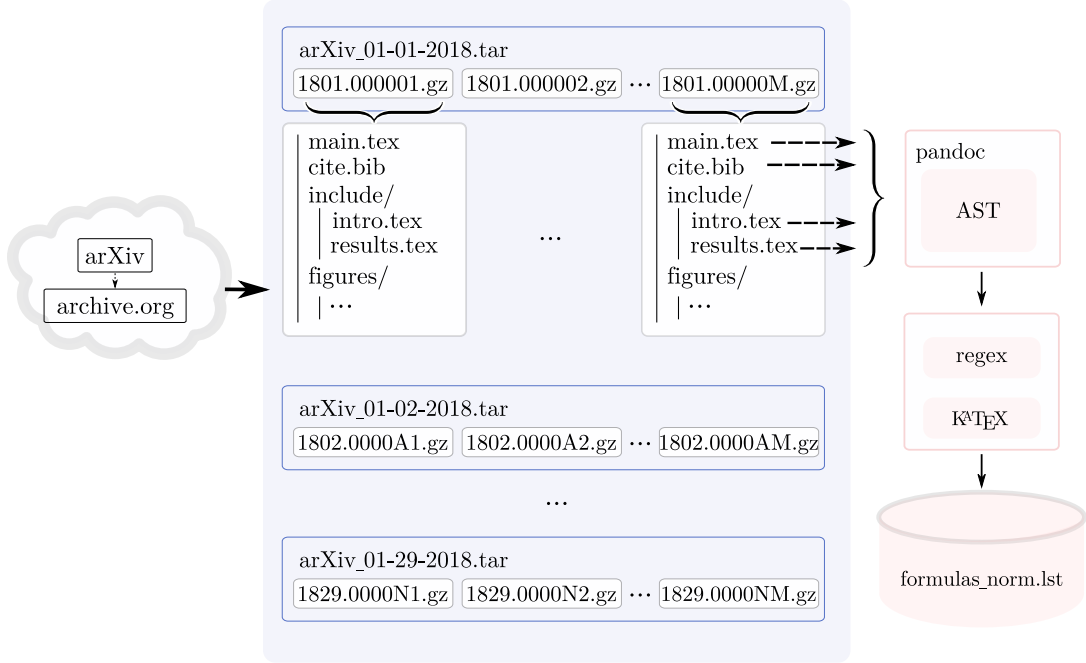 arXiv_01-01-2018.tar
1801.000001.gz 1801.000002.gz ... 1801.00000M.gz
main.tex
cite.bib
include/
intro.tex
results.tex
figures/
...
...
main.tex
cite.bib
include/
intro.tex
results.tex
figures/
...
pandoc
AST
arXiv
archive.org
regex
KATEX
arXiv_01-02-2018.tar
1802.0000A1.gz 1802.0000A2.gz ... 1802.0000AM.gz
...
arXiv_01-29-2018.tar
1829.0000N1.gz 1829.0000N2.gz ... 1829.0000NM.gz
formulas_norm.lst